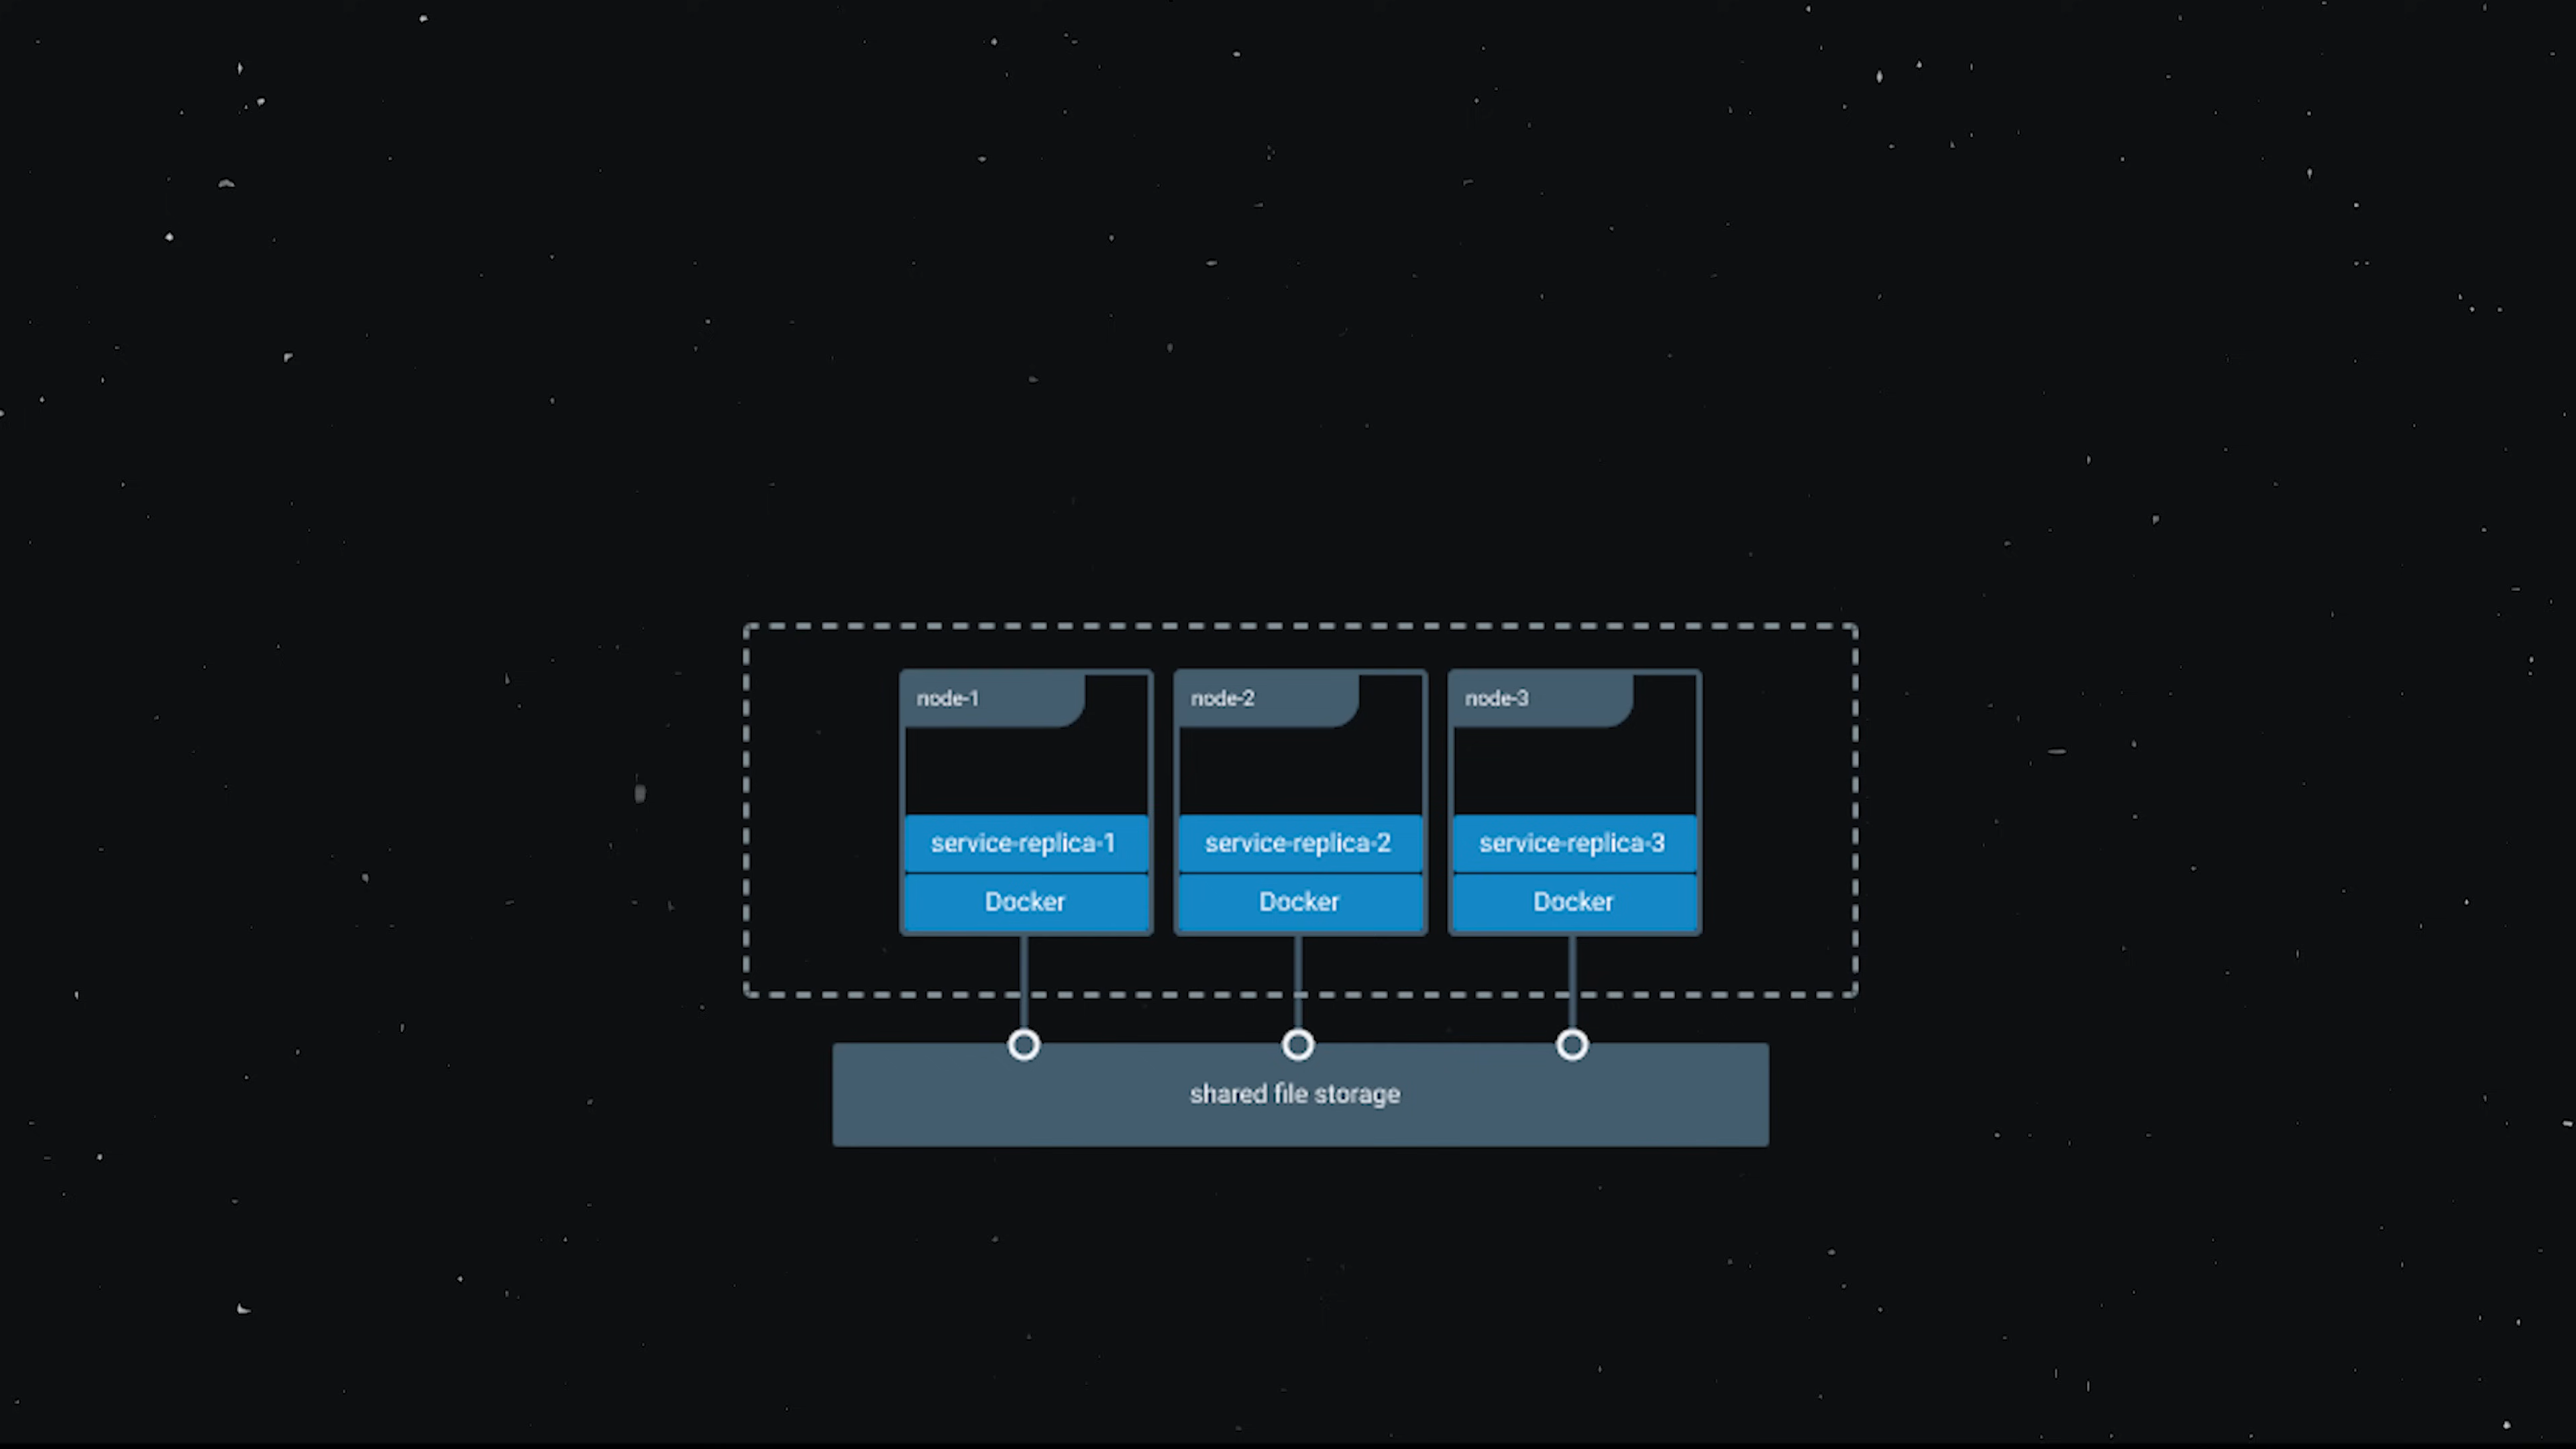 node-1
node-2
node-3
service-replica-1
service-replica-2
service-replica-3
Docker
Docker
Docker
shared file storage